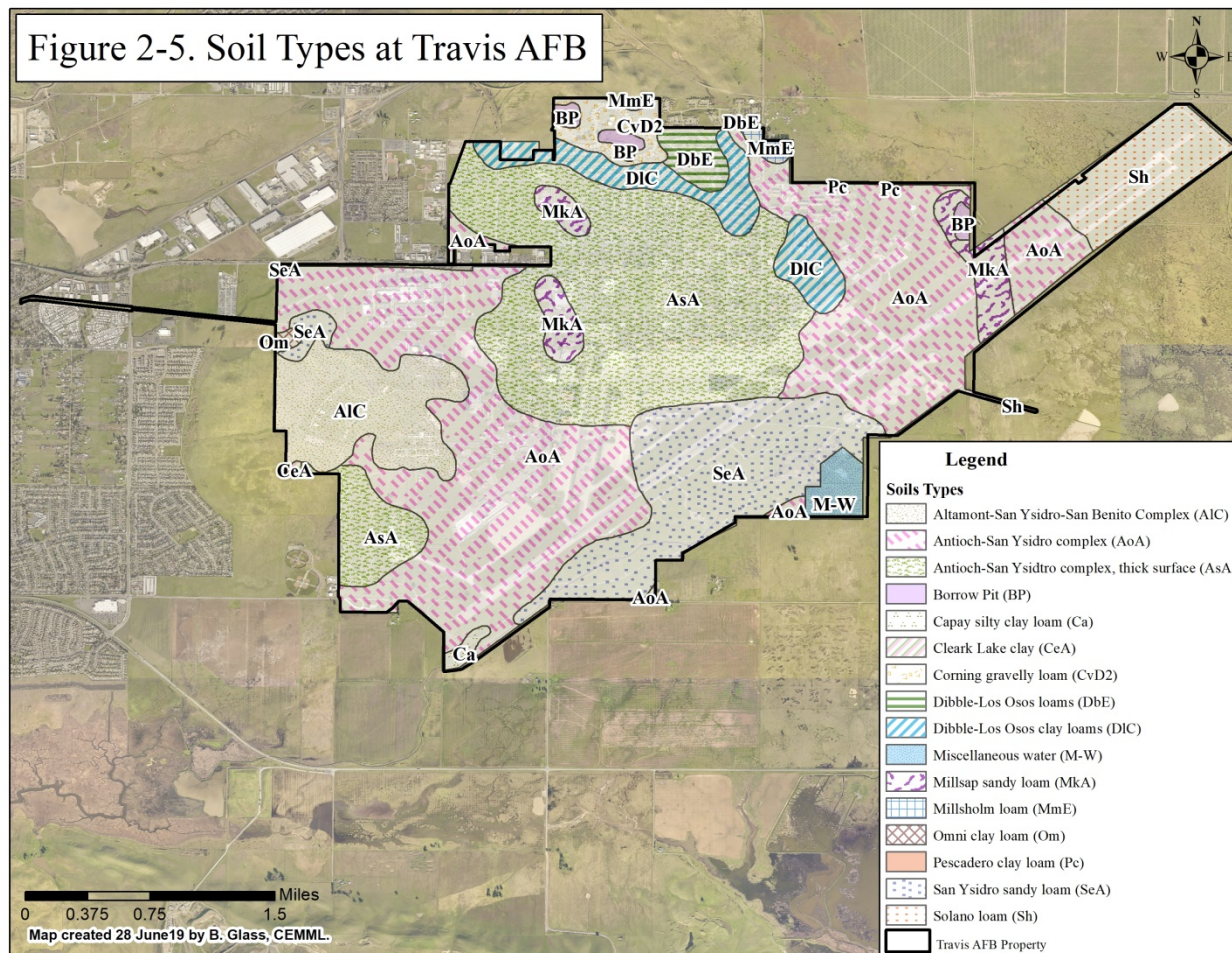 Figure 2-5. Soil Types at Travis AFB
N
W E
S
MmE
BP
CvD2
DbE
BP
MmE
DbE
DlC
Pc Pc
Sh
MkA
BP
AoA
AoA
MkA
DlC
SeA
AsA
AoA
MkA
SeA
Om
Sh
AlC
AoA
SeA
CeA
M-W
AoA
AsA
AoA
Ca
Legend
Soils Types
Altamont-San Ysidro-San Benito Complex (AlC)
Antioch-San Ysidro complex (AoA)
Antioch-San Ysidtro complex, thick surface (AsA
Borrow Pit (BP)
Capay silty clay loam (Ca)
Cleark Lake clay (CeA)
Corning gravelly loam (CvD2)
Dibble-Los Osos loams (DbE)
Dibble-Los Osos clay loams (DlC)
Miscellaneous water (M-W)
Millsap sandy loam (MkA)
Millsholm loam (MmE)
Omni clay loam (Om)
Pescadero clay loam (Pc)
San Ysidro sandy loam (SeA)
Solano loam (Sh)
Travis AFB Property
Miles
0 0.375 0.75 1.5
Map created 28 June19 by B. Glass, CEMML.